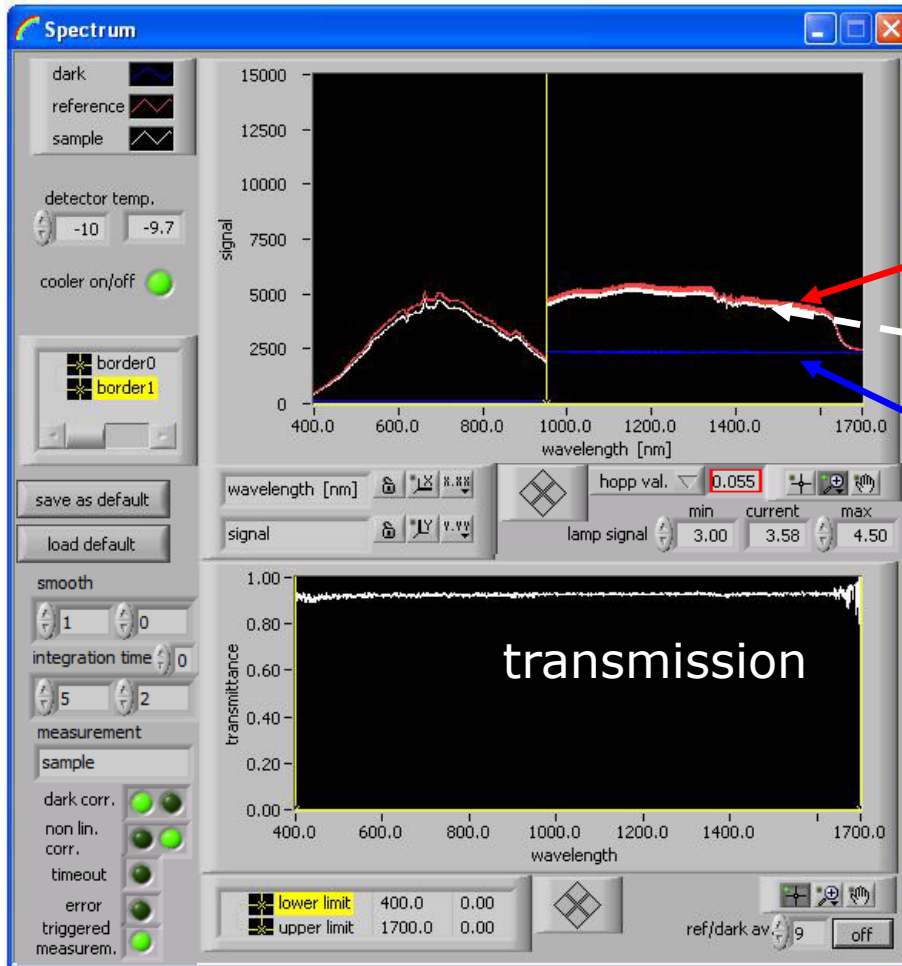 Spectrum
dark
reference
sample
detector temp.
-10 -9.7
cooler on/off
border0
border1
save as default
load default
smooth
1 0
integration time 0
5 2
measurement
sample
dark corr.
non lin.
corr.
timeout
error
triggered
measurem.
15000
12500
10000
7500
5000
2500
0
signal
400.0 600.0 800.0 1000.0 1200.0 1400.0 1700.0
wavelength [nm]
wavelength [nm] X.XX
signal Y.YY
hopp val. 0.055
min current max
lamp signal 3.00 3.58 4.50
1.00
0.80
0.60
0.40
0.20
0.00
transmittance
transmission
400.0 600.0 800.0 1000.0 1200.0 1400.0 1700.0
wavelength
lower limit 400.0 0.00
upper limit 1700.0 0.00
ref/dark av. 9 off